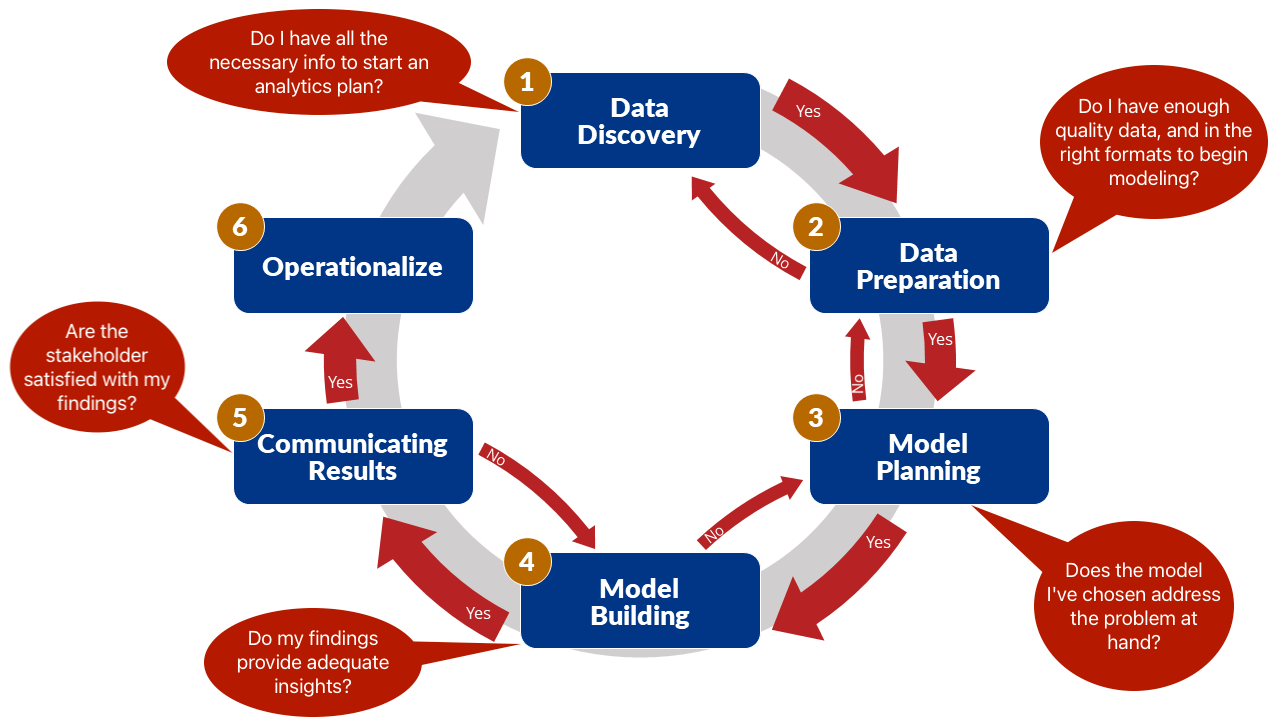 Do I have all the
necessary info to start an
analytics plan?
1
Data
Discovery
Yes
Do I have enough
quality data, and in the
right formats to begin
modeling?
2
Data
Preparation
No
Yes
No
3
Model
Planning
Does the model
I've chosen address
the problem at
hand?
Yes
No
4
Model
Building
Do my findings
provide adequate
insights?
Yes
No
5
Communicating
Results
Are the
stakeholder
satisfied with my
findings?
Yes
6
Operationalize